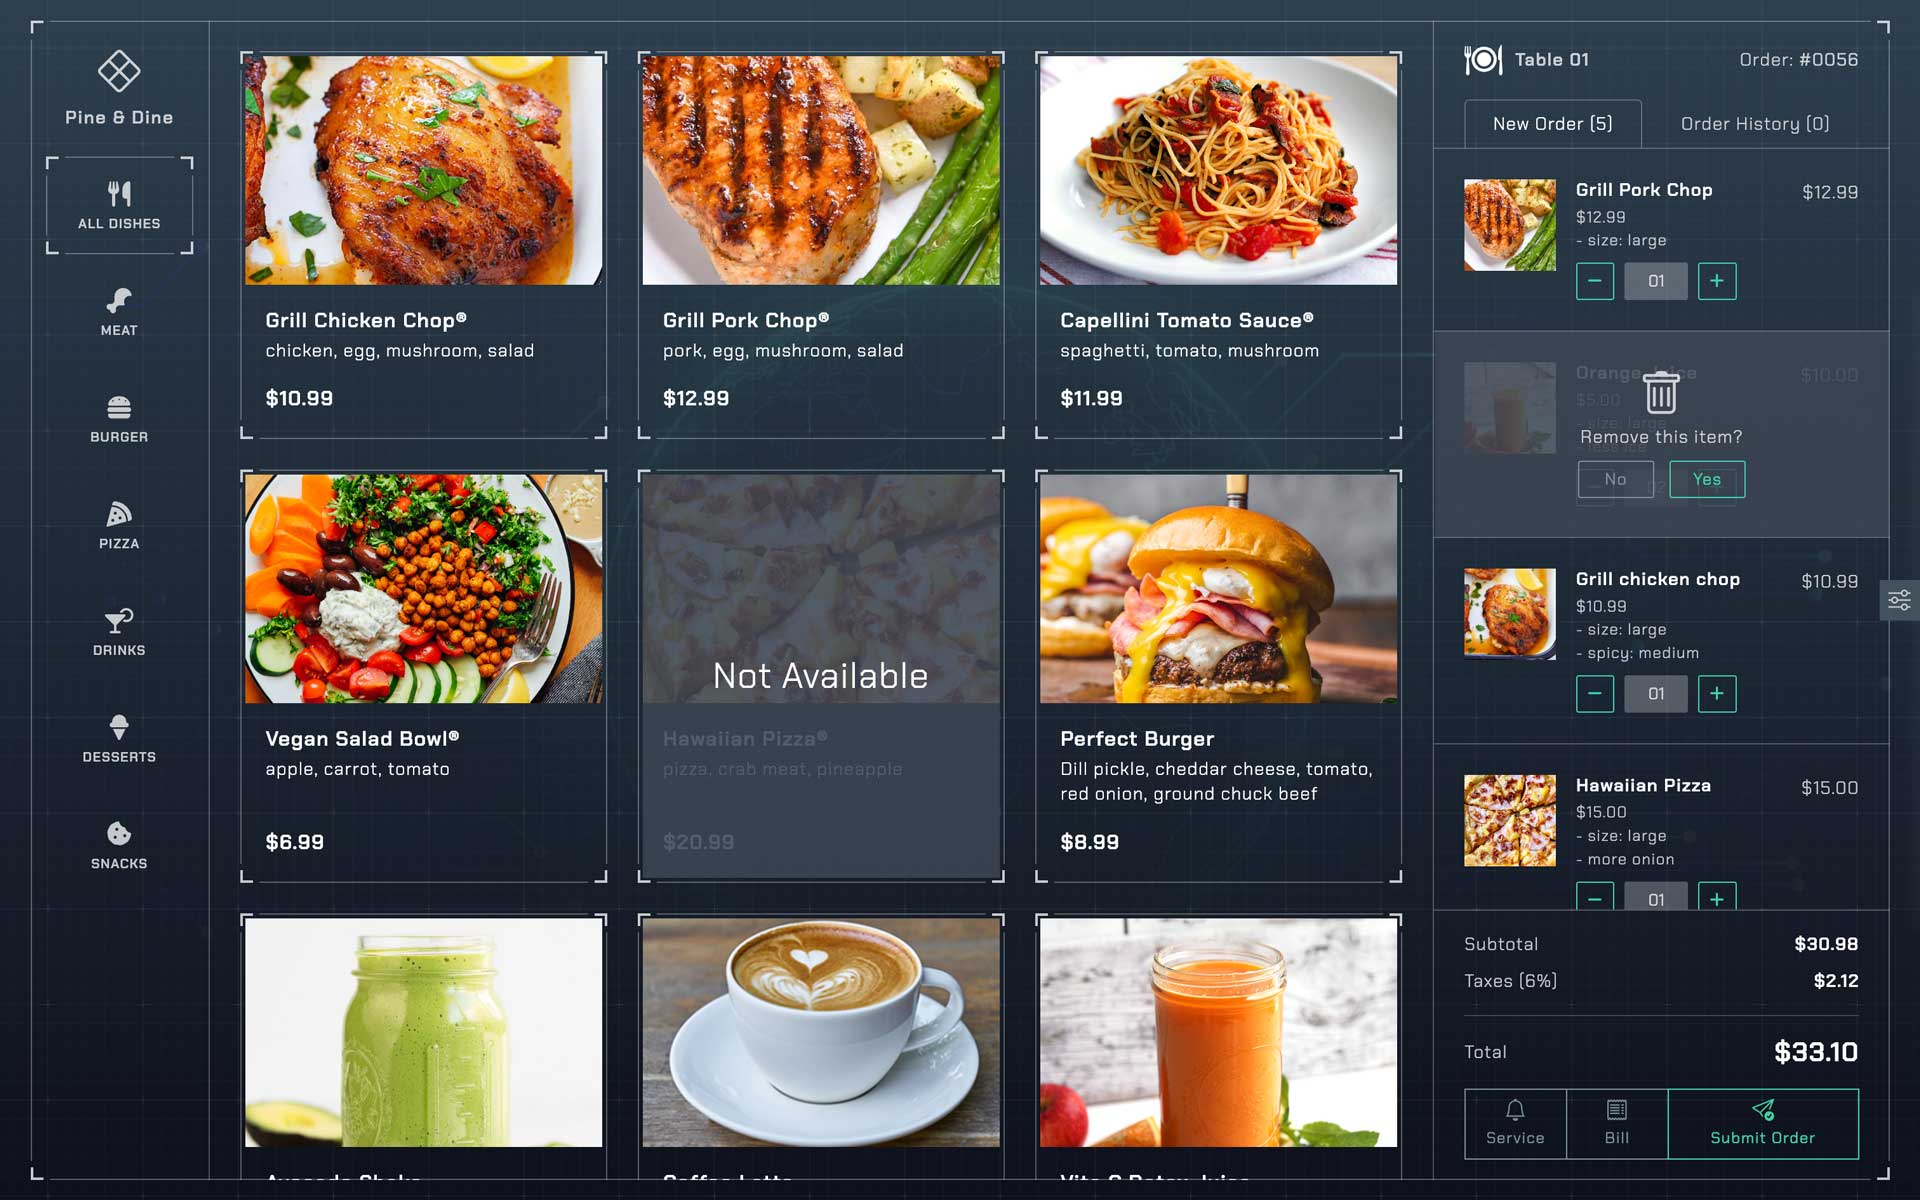 Pine & Dine
ALL DISHES
MEAT
BURGER
PIZZA
DRINKS
DESSERTS
SNACKS
Grill Chicken Chop®
chicken, egg, mushroom, salad
$10.99
Grill Pork Chop®
pork, egg, mushroom, salad
$12.99
Capellini Tomato Sauce®
spaghetti, tomato, mushroom
$11.99
Vegan Salad Bowl®
apple, carrot, tomato
$6.99
Not Available
Hawaiian Pizza®
pizza, crab meat, pineapple
$20.99
Perfect Burger
Dill pickle, cheddar cheese, tomato,
red onion, ground chuck beef
$8.99
Table 01
Order: #0056
New Order (5)
Order History (0)
Grill Pork Chop
$12.99
$12.99
- size: large
01
Orange Juice
$10.00
$5.00
- size: large
- less ice
Remove this item?
No
02
Yes
Grill chicken chop
$10.99
$10.99
- size: large
- spicy: medium
01
Hawaiian Pizza
$15.00
$15.00
- size: large
- more onion
01
Subtotal
$30.98
Taxes (6%)
$2.12
Total
$33.10
Service
Bill
Submit Order